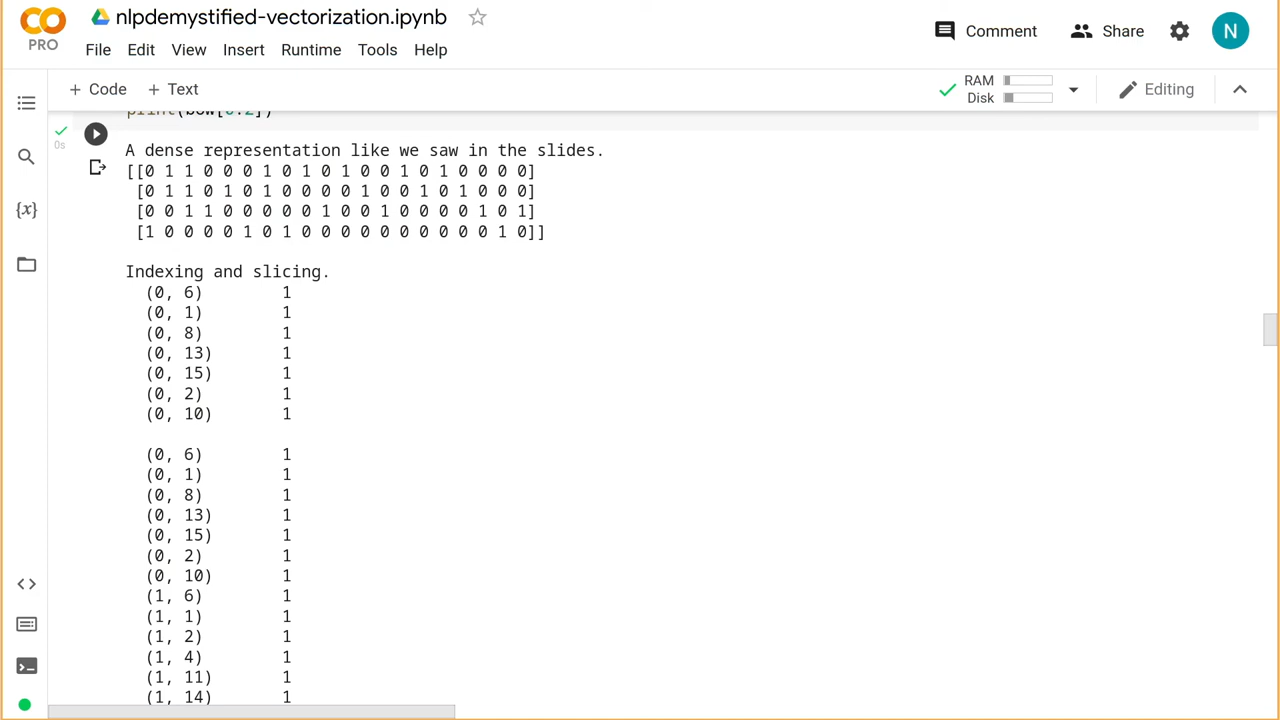 nlpdemystified-vectorization.ipynb
PRO
File Edit View Insert Runtime Tools Help
Comment
Share
N
+ Code + Text
RAM
Disk
Editing
print(bow[0:2])
0s
A dense representation like we saw in the slides.
[[0 1 1 0 0 0 1 0 1 0 1 0 0 1 0 1 0 0 0 0]
[0 1 1 0 1 0 1 0 0 0 0 1 0 0 1 0 1 0 0 0]
[0 0 1 1 0 0 0 0 0 1 0 0 1 0 0 0 0 1 0 1]
[1 0 0 0 0 1 0 1 0 0 0 0 0 0 0 0 0 0 1 0]]
Indexing and slicing.
(0, 6) 1
(0, 1) 1
(0, 8) 1
(0, 13) 1
(0, 15) 1
(0, 2) 1
(0, 10) 1
(0, 6) 1
(0, 1) 1
(0, 8) 1
(0, 13) 1
(0, 15) 1
(0, 2) 1
(0, 10) 1
(1, 6) 1
(1, 1) 1
(1, 2) 1
(1, 4) 1
(1, 11) 1
(1, 14) 1